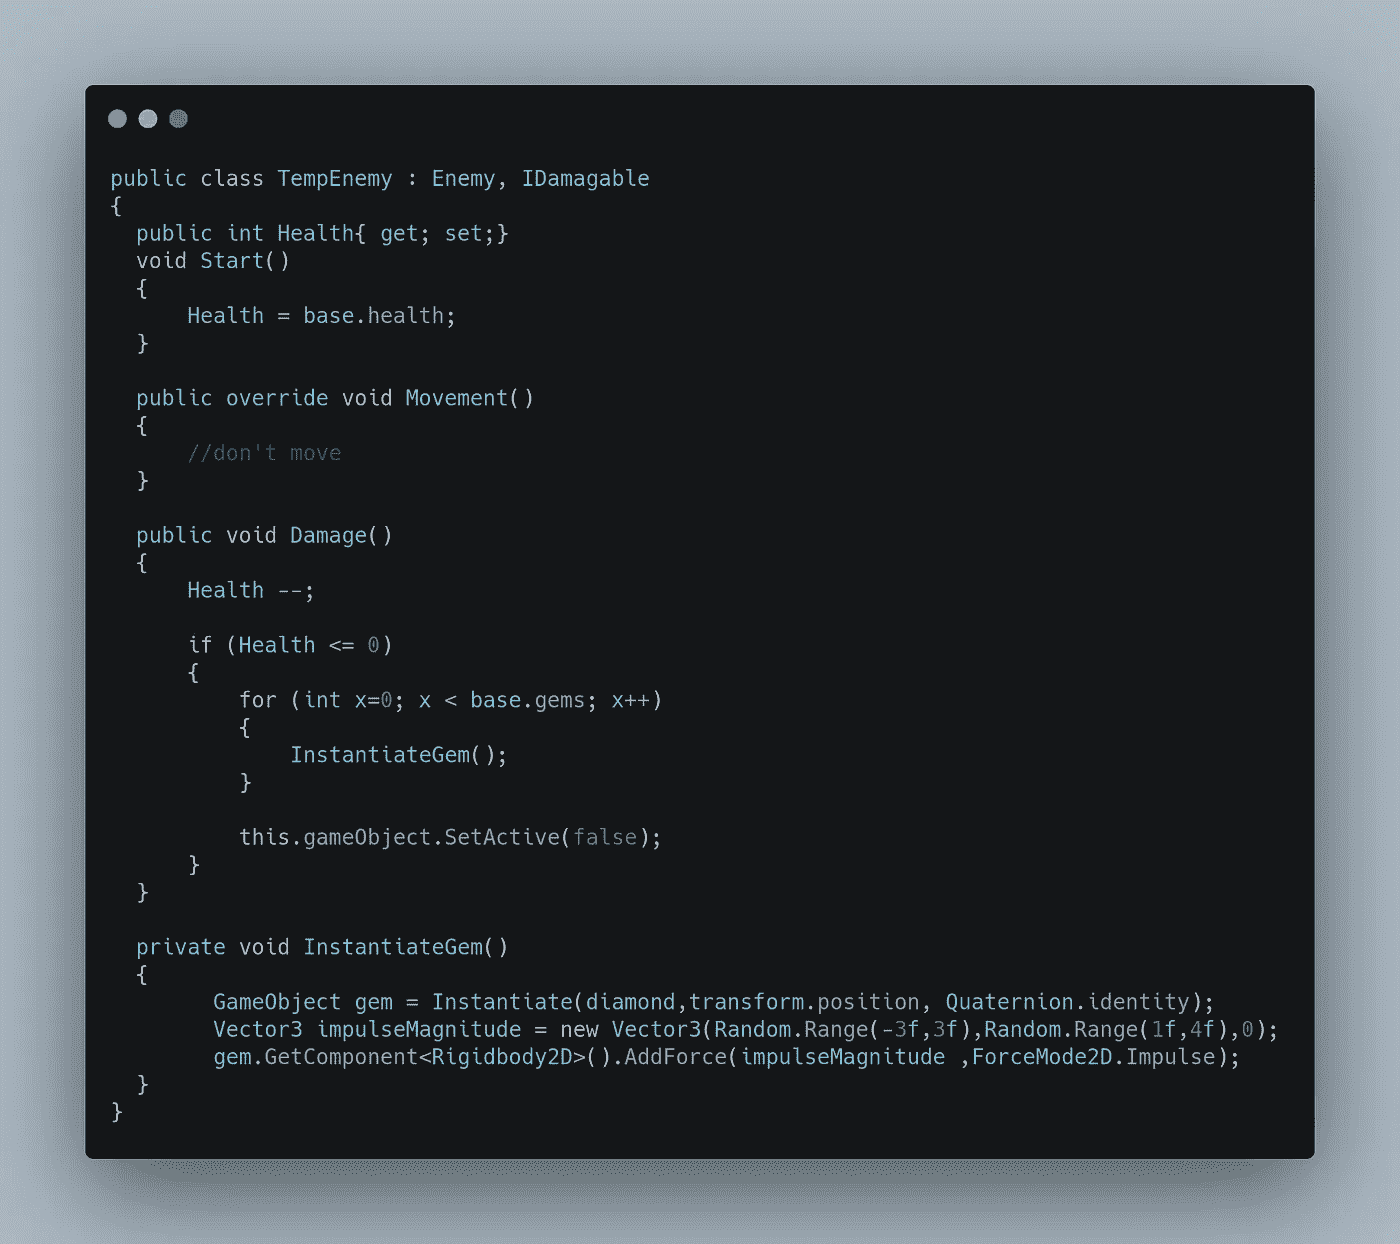 public class TempEnemy : Enemy, IDamagable
{
  public int Health{ get; set;}
  void Start()
  {
      Health = base.health;
  }

  public override void Movement()
  {
      //don't move
  }

  public void Damage()
  {
      Health --;

      if (Health <= 0)
      {
          for (int x=0; x < base.gems; x++)
          {
              InstantiateGem();
          }

          this.gameObject.SetActive(false);
      }
  }

  private void InstantiateGem()
  {
        GameObject gem = Instantiate(diamond,transform.position, Quaternion.identity);
        Vector3 impulseMagnitude = new Vector3(Random.Range(-3f,3f),Random.Range(1f,4f),0);
        gem.GetComponent<Rigidbody2D>().AddForce(impulseMagnitude ,ForceMode2D.Impulse);
  }
}